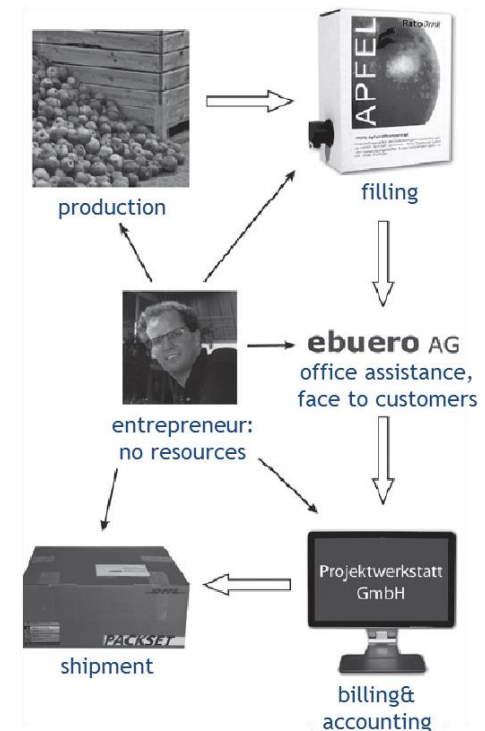 RatioDrink
APFEL
production
filling
ebuero AG
office assistance,
face to customers
entrepreneur:
no resources
Projektwerkstatt
GmbH
PACKSET
shipment
billing&
accounting